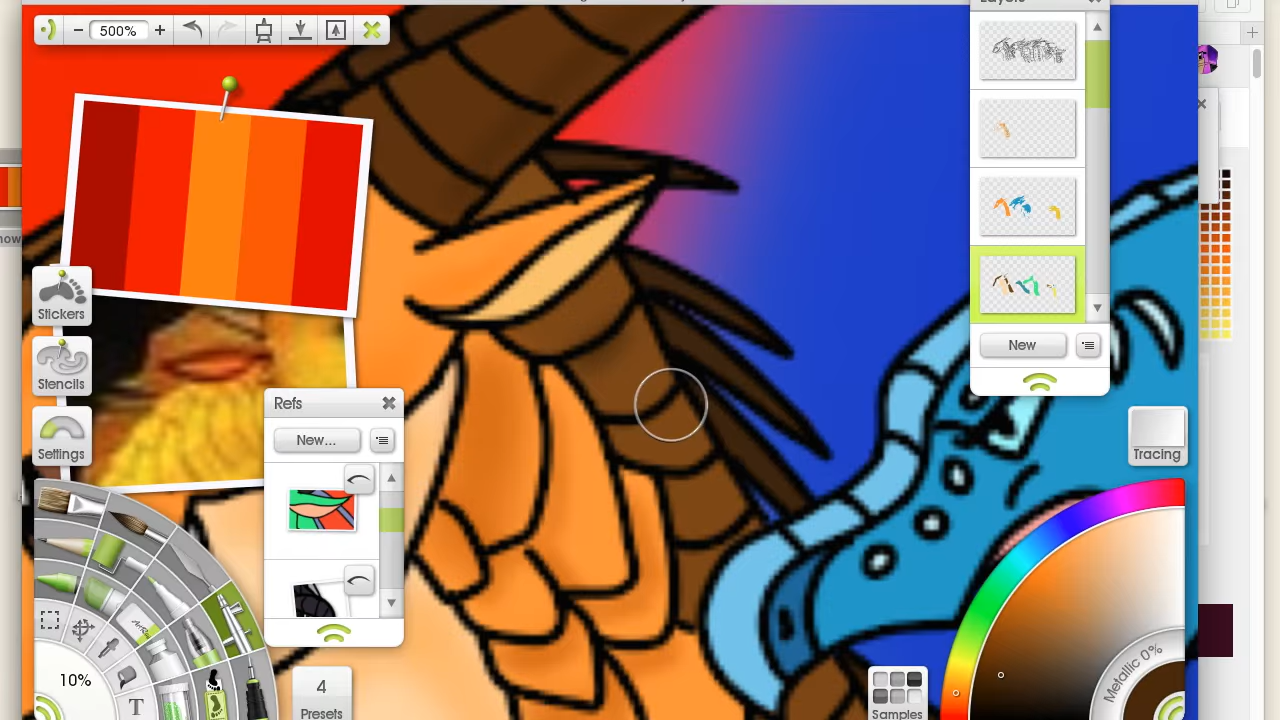 Layers
500%
Stickers
Stencils
Settings
Refs
New...
New
Tracing
10%
T
4
Presets
Samples
Metallic 0%